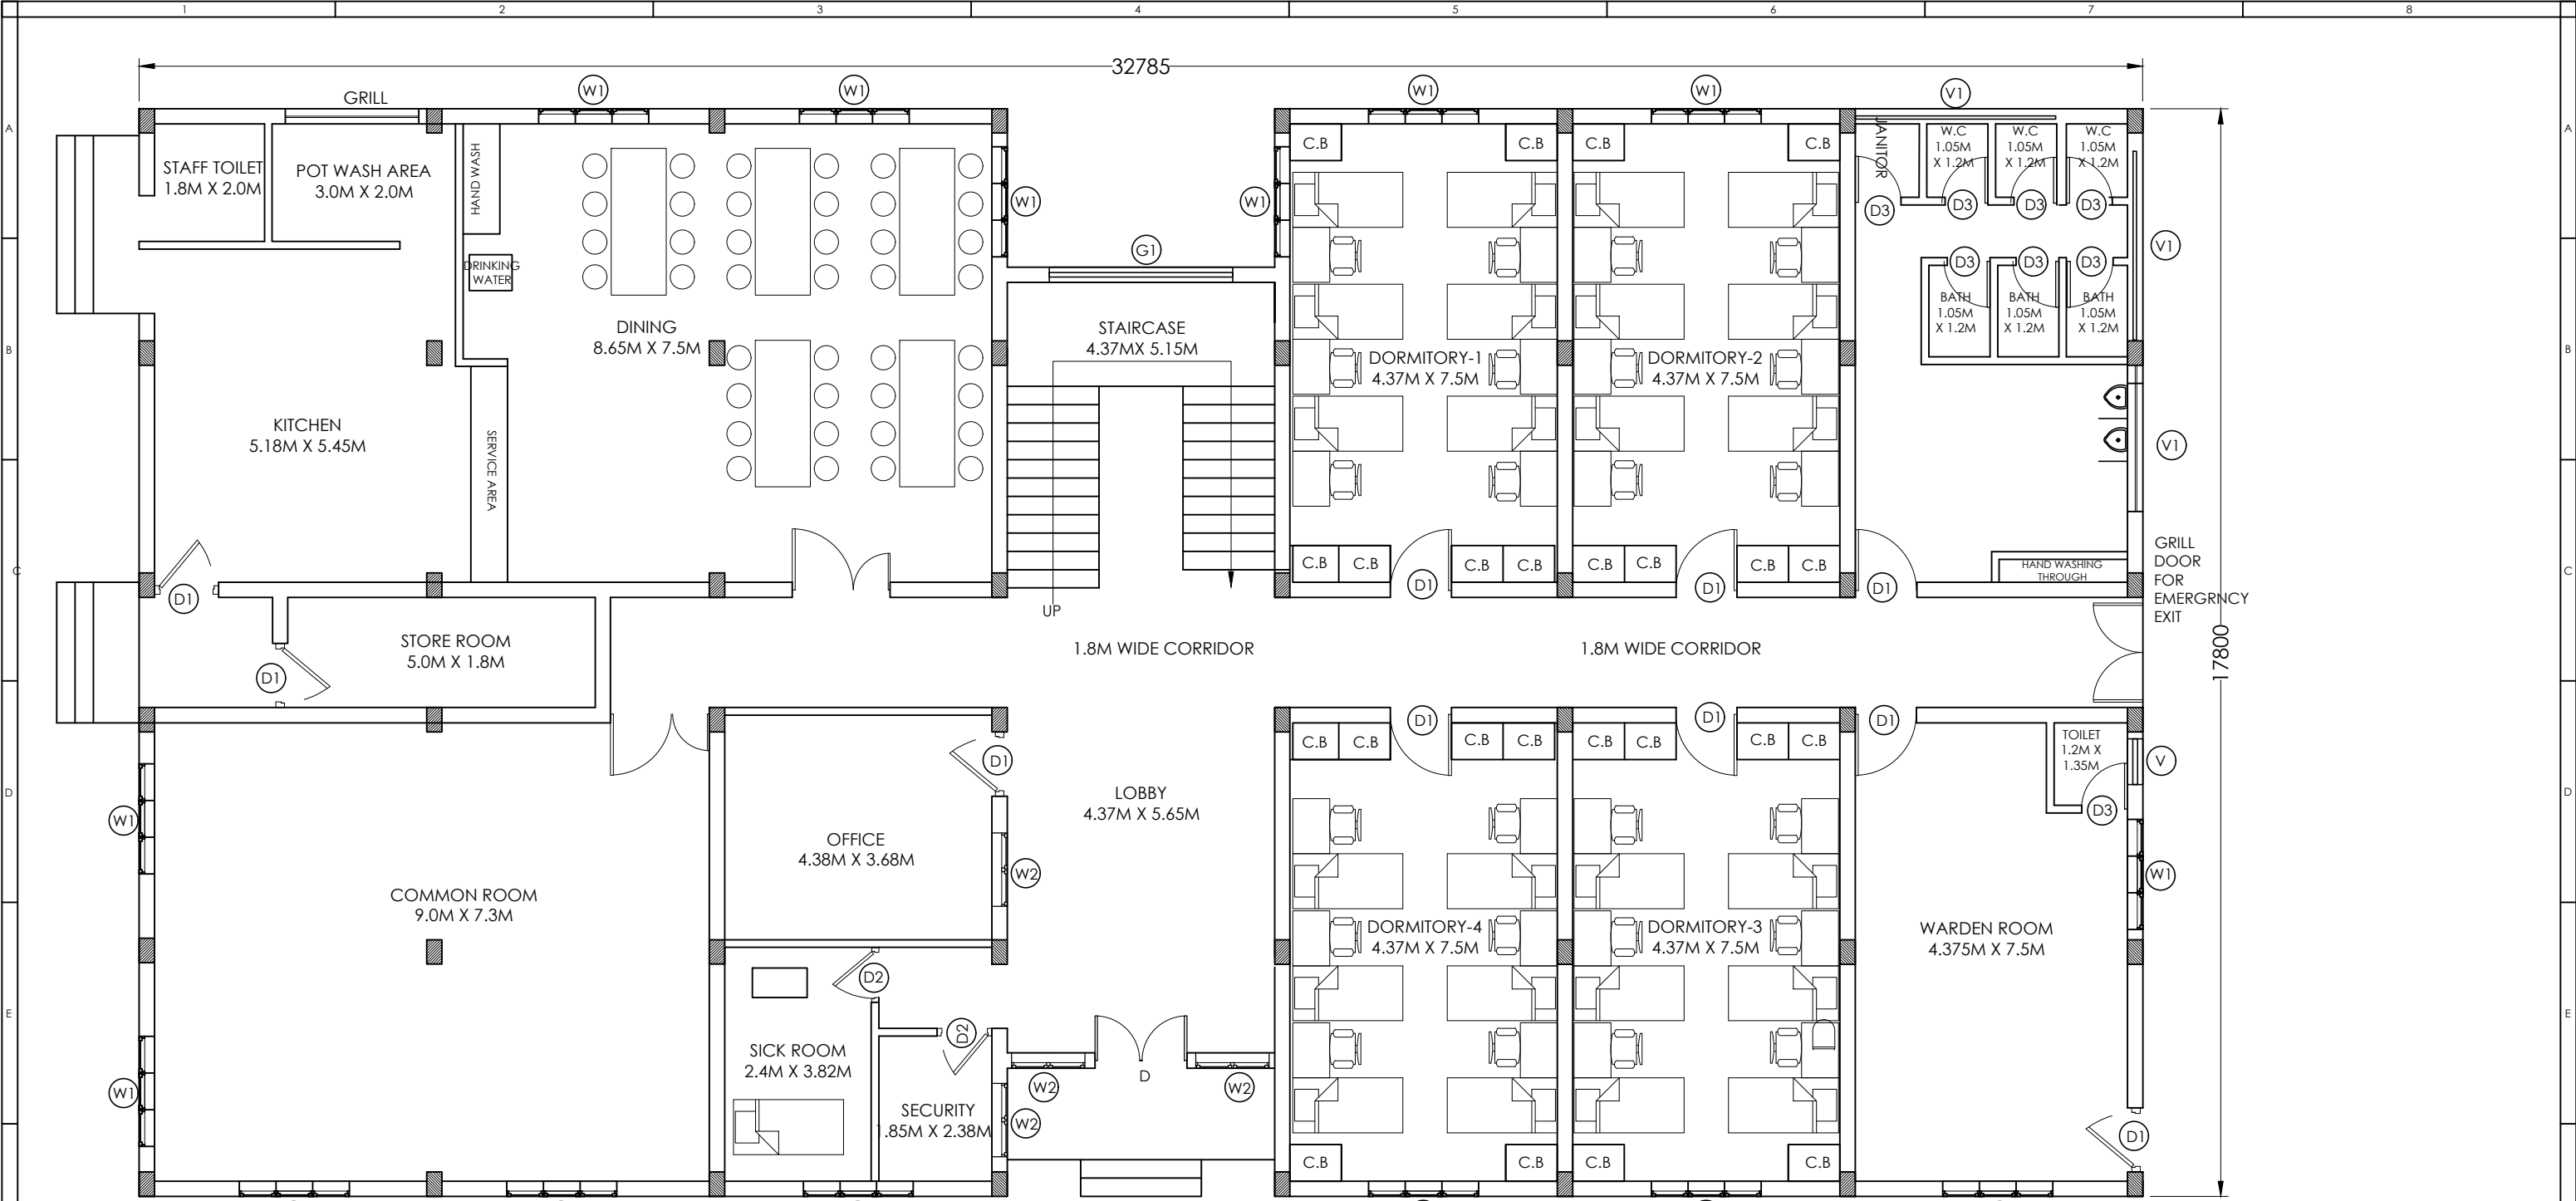 1 2 3 4 5 6 7 8
32785
GRILL
W1 W1 W1 W1 V1
A A
STAFF TOILET
1.8M X 2.0M
POT WASH AREA
3.0M X 2.0M
HAND WASH
DRINKING
WATER
W1 W1
G1
C.B C.B C.B C.B
JANITOR
W.C
1.05M
X 1.2M
W.C
1.05M
X 1.2M
W.C
1.05M
X 1.2M
D3 D3 D3 D3
V1
D3 D3 D3
BATH
1.05M
X 1.2M
BATH
1.05M
X 1.2M
BATH
1.05M
X 1.2M
B B
DINING
8.65M X 7.5M
STAIRCASE
4.37MX 5.15M
DORMITORY-1
4.37M X 7.5M
DORMITORY-2
4.37M X 7.5M
KITCHEN
5.18M X 5.45M
SERVICE AREA
V1
C C
C.B C.B C.B C.B C.B C.B C.B C.B
HAND WASHING
THROUGH
GRILL
DOOR
FOR
EMERGRNCY
EXIT
D1 D1 D1 D1
UP
STORE ROOM
5.0M X 1.8M
1.8M WIDE CORRIDOR 1.8M WIDE CORRIDOR
17800
D1
D1 D1 D1
C.B C.B C.B C.B C.B C.B C.B C.B
TOILET
1.2M X
1.35M
D1
V
D D
W1
LOBBY
4.37M X 5.65M
D3
OFFICE
4.38M X 3.68M
W2
W1
COMMON ROOM
9.0M X 7.3M
DORMITORY-4
4.37M X 7.5M
DORMITORY-3
4.37M X 7.5M
WARDEN ROOM
4.375M X 7.5M
D2
E E
D2
SICK ROOM
2.4M X 3.82M
W1
D
W2 W2
SECURITY
1.85M X 2.38M
W2
D1
C.B C.B C.B C.B